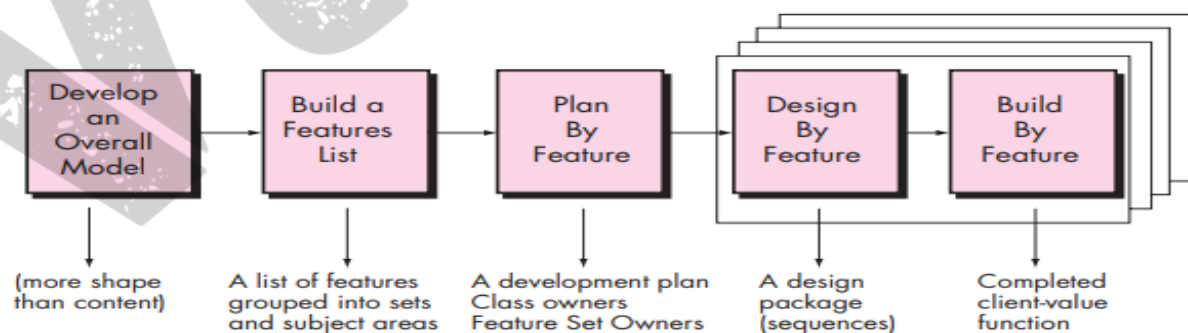 Develop
an
Overall
Model
Build a
Features
List
Plan
By
Feature
Design
By
Feature
Build
By
Feature
(more shape
than content)
A list of features
grouped into sets
and subject areas
A development plan
Class owners
Feature Set Owners
A design
package
(sequences)
Completed
client-value
function